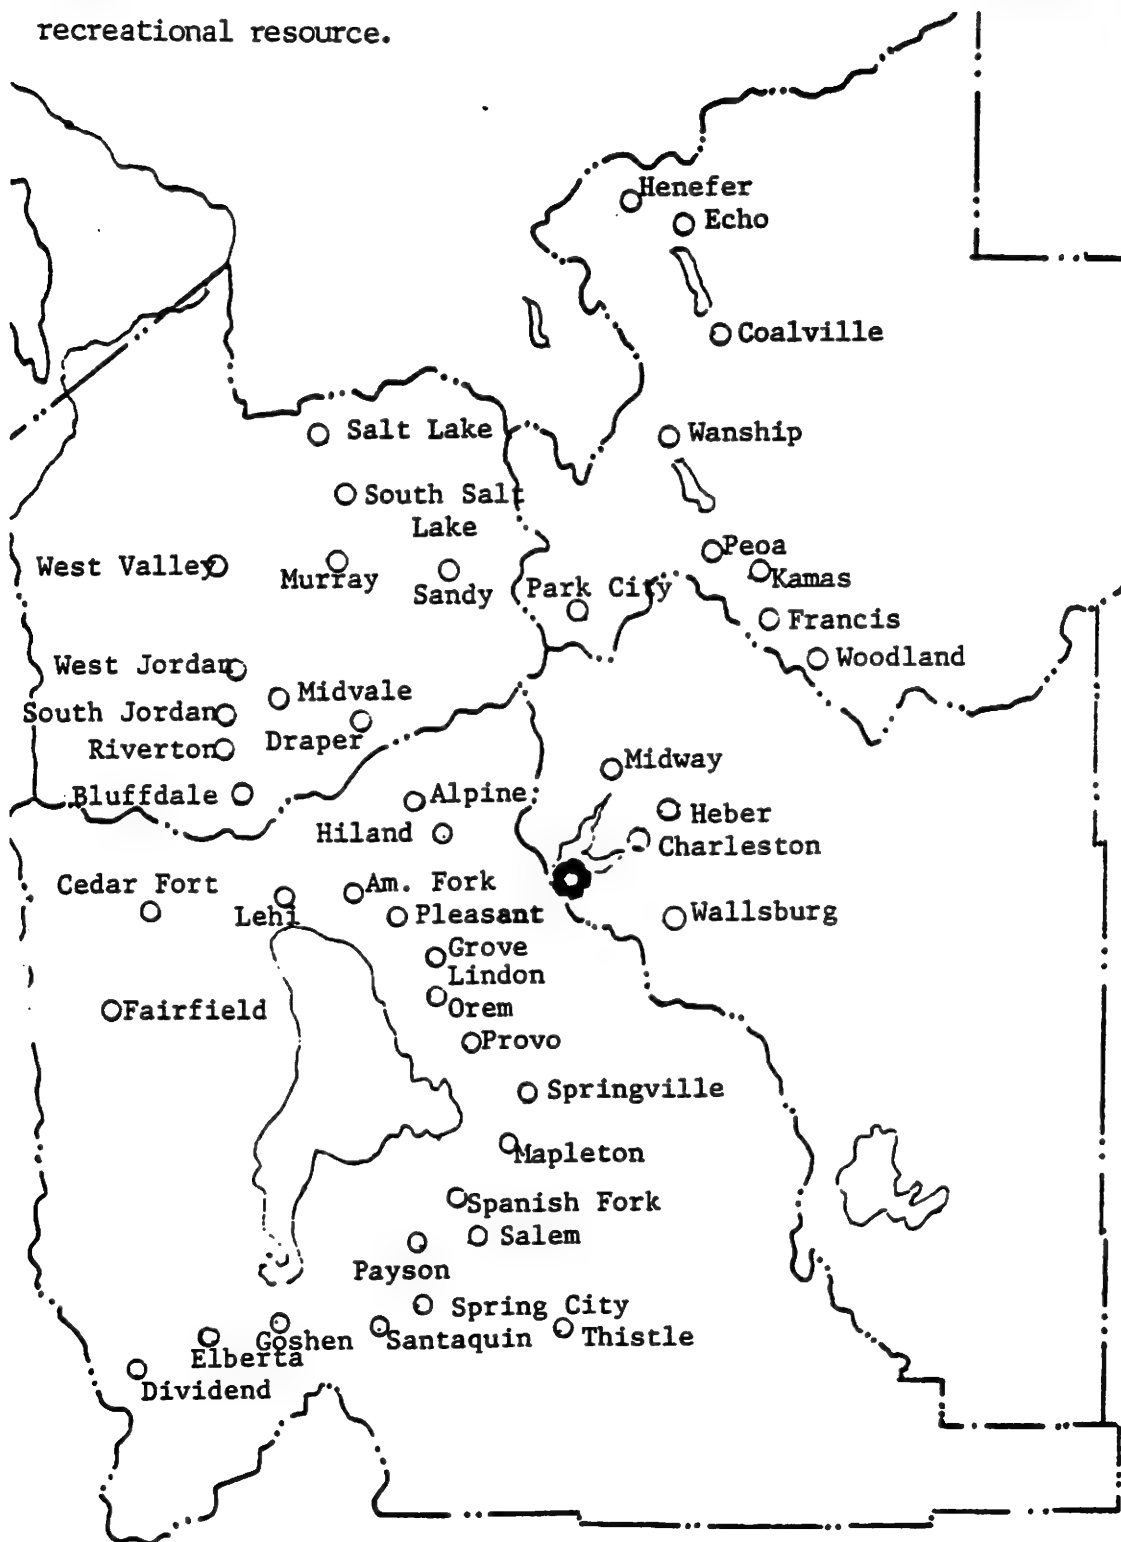 recreational resource.
Henefer
Echo
Coalville
Salt Lake
Wanship
South Salt
Lake
West Valley
Murray
Sandy
Park City
Peoa
Kamas
Francis
Woodland
West Jordan
Midvale
South Jordan
Draper
Riverton
Midway
Bluffdale
Alpine
Heber
Hiland
Charleston
Cedar Fort
Am. Fork
Lehi
Pleasant
Wallsburg
Grove
Lindon
Fairfield
Orem
Provo
Springville
Mapleton
Spanish Fork
Salem
Payson
Spring City
Goshen
Santaquin
Thistle
Elberta
Dividend